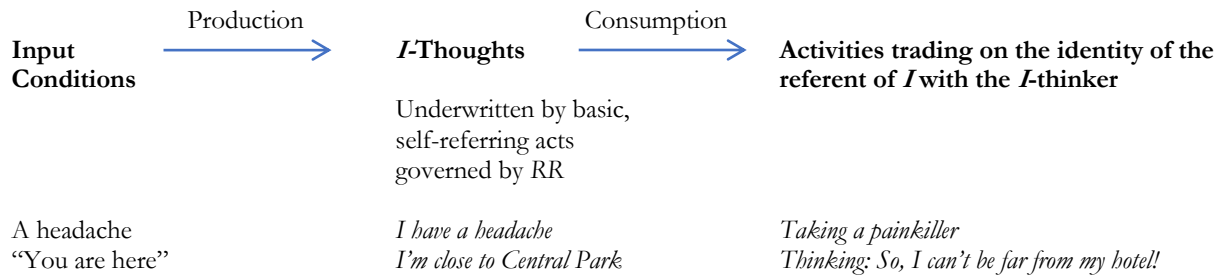 Production
Consumption
Input
Conditions
I-Thoughts
Activities trading on the identity of the
referent of I with the I-thinker
Underwritten by basic,
self-referring acts
governed by RR
A headache
I have a headache
Taking a painkiller
“You are here”
I’m close to Central Park
Thinking: So, I can’t be far from my hotel!